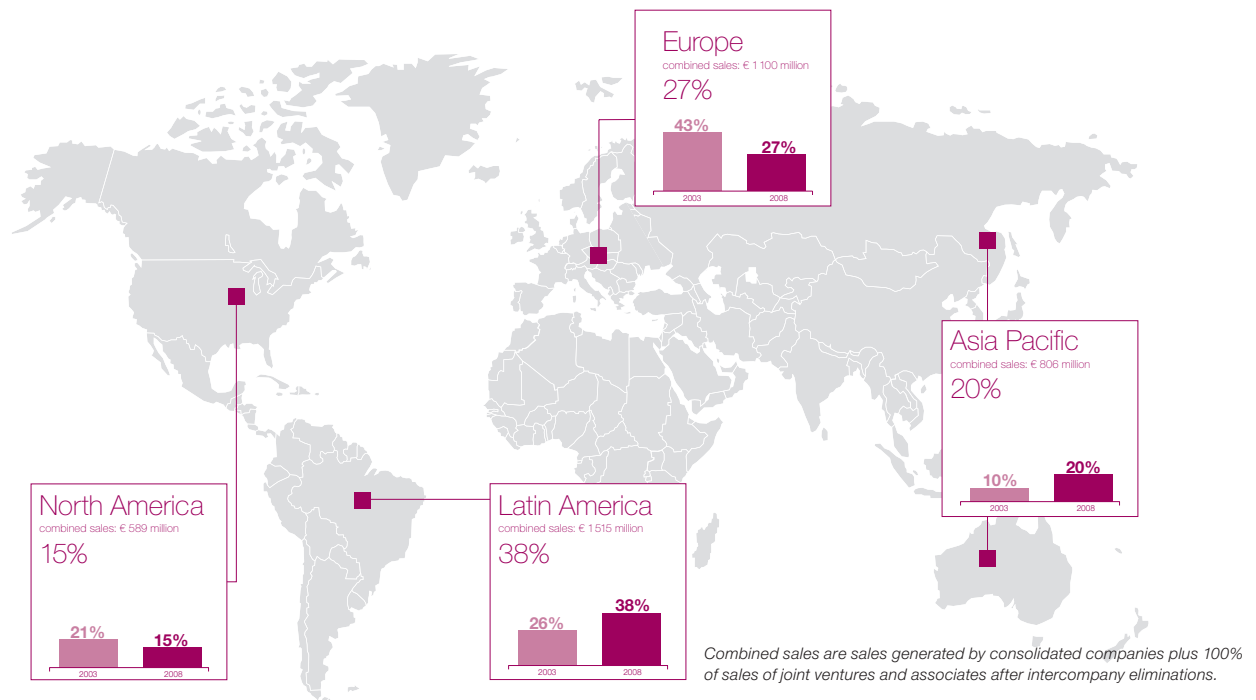 Europe
combined sales: € 1 100 million
27%
43%
27%
2003
2008
Asia Pacific
combined sales: € 806 million
20%
10%
20%
2003
2008
North America
combined sales: € 589 million
15%
21%
15%
2003
2008
Latin America
combined sales: € 1 515 million
38%
26%
38%
2003
2008
Combined sales are sales generated by consolidated companies plus 100%
of sales of joint ventures and associates after intercompany eliminations.